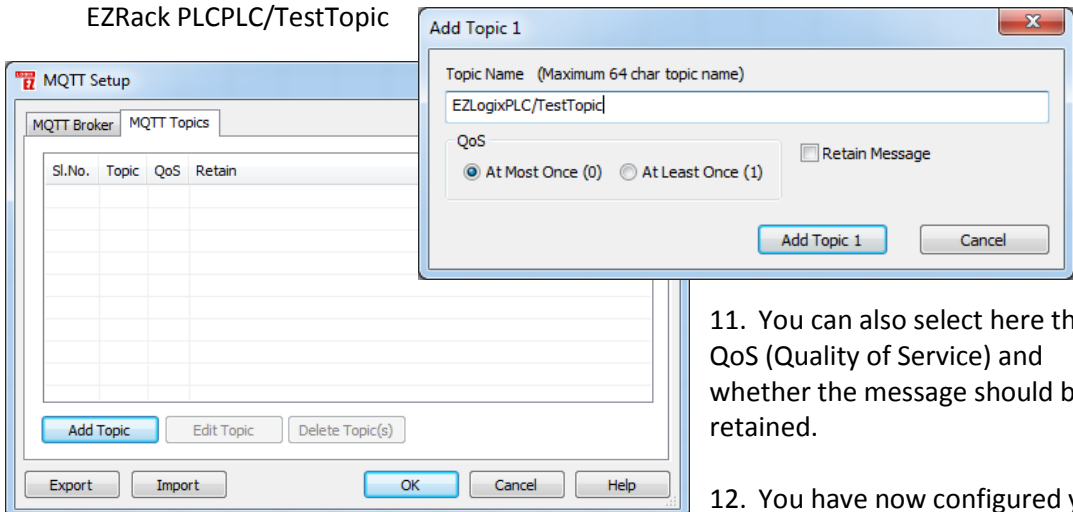 EZRack PLCPLC/TestTopic
Add Topic 1
Topic Name (Maximum 64 char topic name)
EZLogixPLC/TestTopic
QoS
At Most Once (0) At Least Once (1)
Retain Message
Add Topic 1 Cancel
MQTT Setup
MQTT Broker MQTT Topics
Sl.No. Topic QoS Retain
Add Topic Edit Topic Delete Topic(s)
Export Import OK Cancel Help
11. You can also select here th
QoS (Quality of Service) and
whether the message should b
retained.
12. You have now configured y